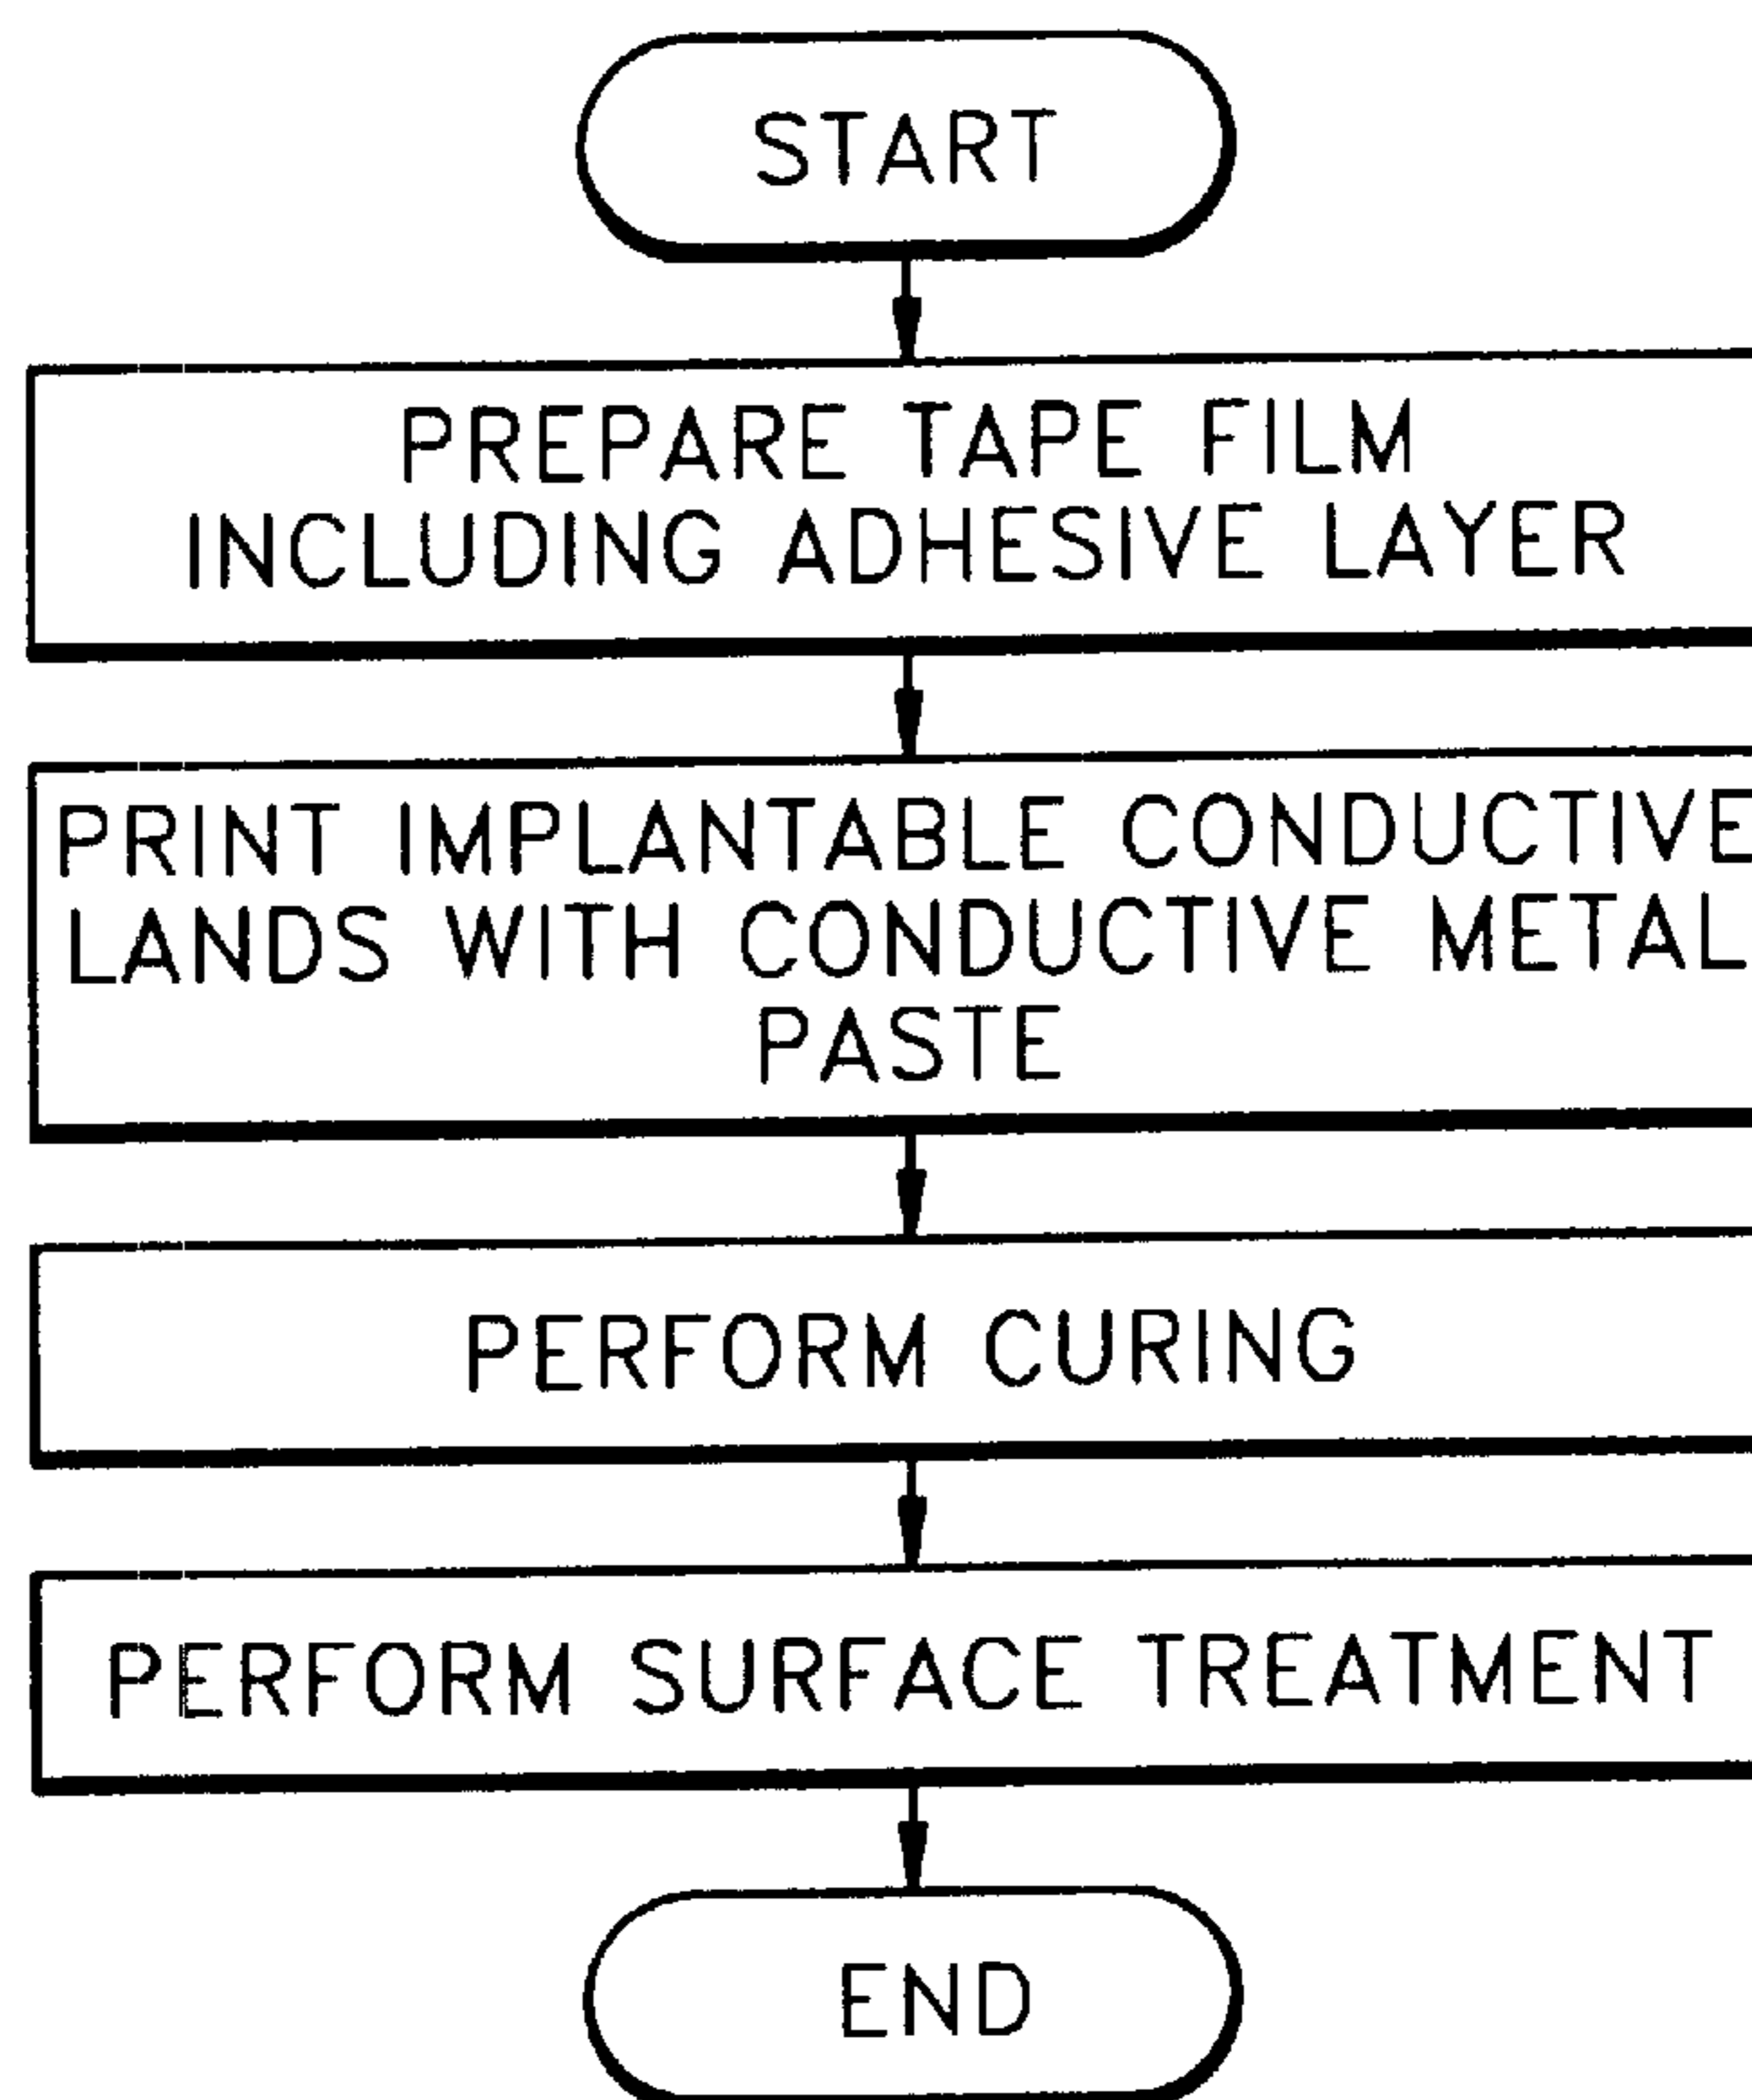 START
PREPARE TAPE FILM
INCLUDING ADHESIVE LAYER
PRINT IMPLANTABLE CONDUCTIVE
LANDS WITH CONDUCTIVE METAL
PASTE
PERFORM CURING
PERFORM SURFACE TREATMENT
END